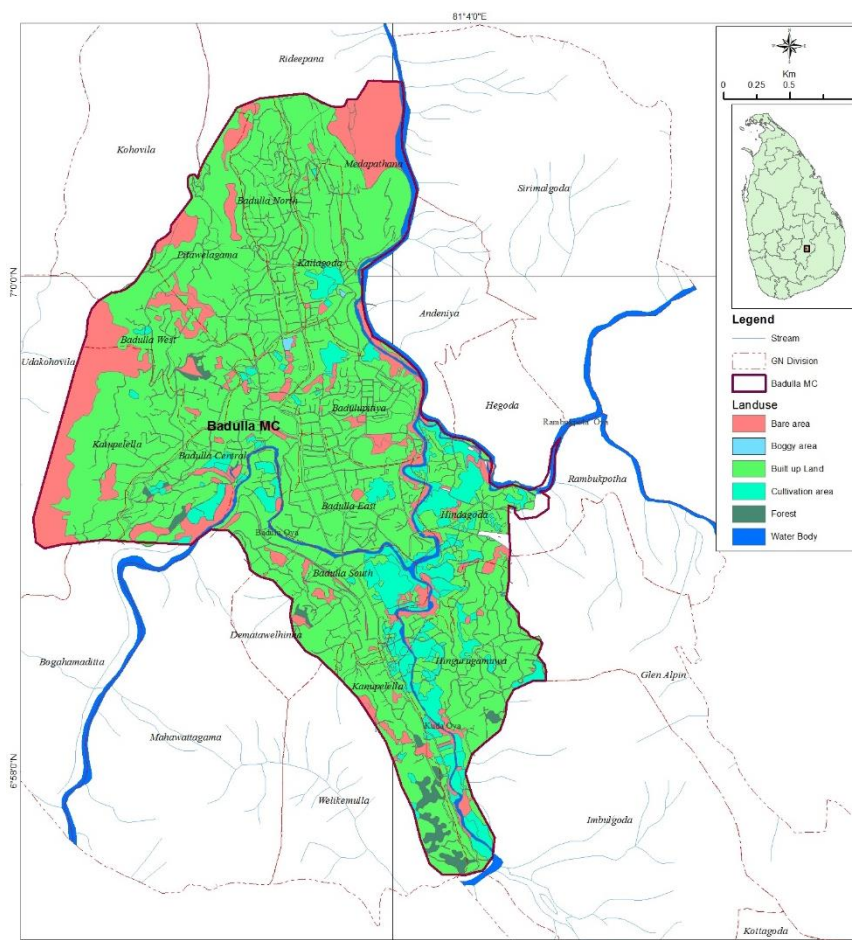 81°4'0"E
Rideepana
Km
0 0.25 0.5
Kohovila
Medapathana
Sirimalgoda
Badulla North
Pitawelagama
Kailagoda
7°0'0"N
Andeniya
Legend
Stream
GN Division
Badulla MC
Landuse
Bare area
Boggy area
Built up Land
Cultivation area
Forest
Water Body
Badulla West
Udakohovila
Hegoda
Badulupitiya
Rambukpotha Ova
Badulla MC
Kanupelella
Badulla Central
Rambukpotha
Badulla East
Hindagoda
Badulu Oya
Badulla South
Dematawelhinna
Bogahamaditta
Hingurugamuwa
Glen Alpin
Kanupelella
Kuda Oya
Mahawattagama
6°58'0"N
Welikemulla
Imbulgoda
Kottagoda